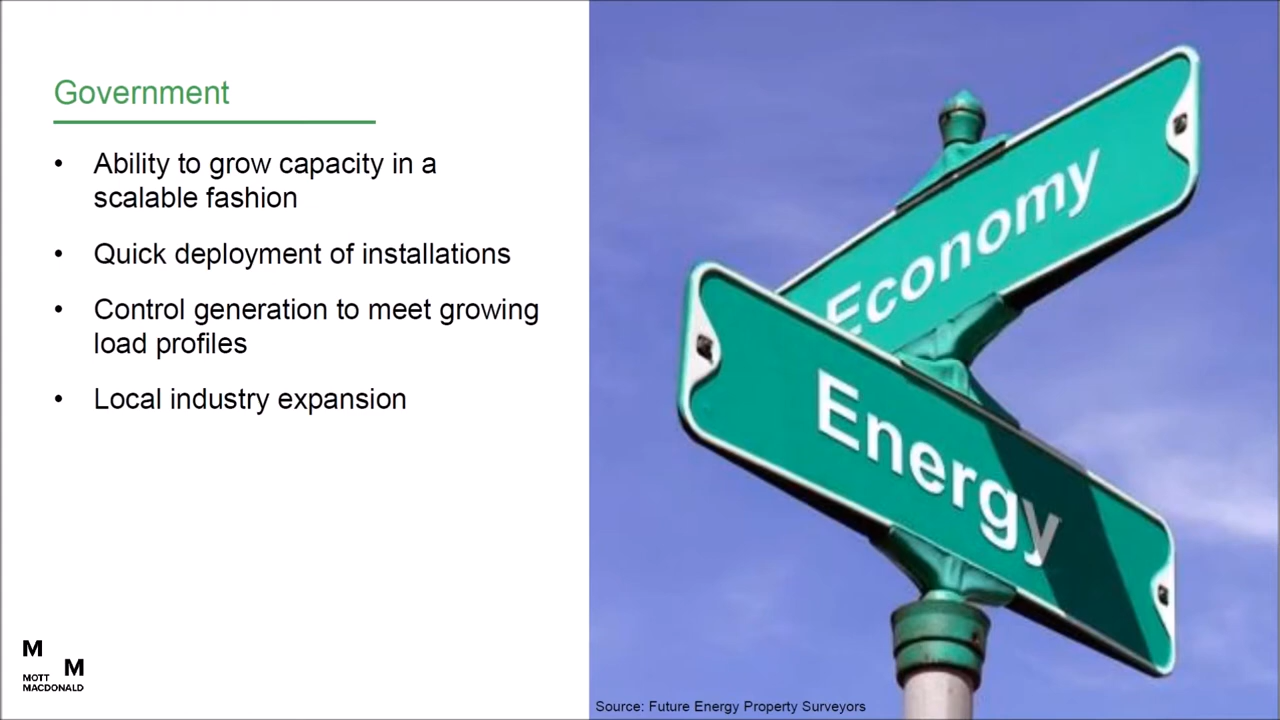 Government
• Ability to grow capacity in a
scalable fashion
• Quick deployment of installations
• Control generation to meet growing
load profiles
• Local industry expansion
M
M
MOTT
MACDONALD
Economy
Energy
Source: Future Energy Property Surveyors